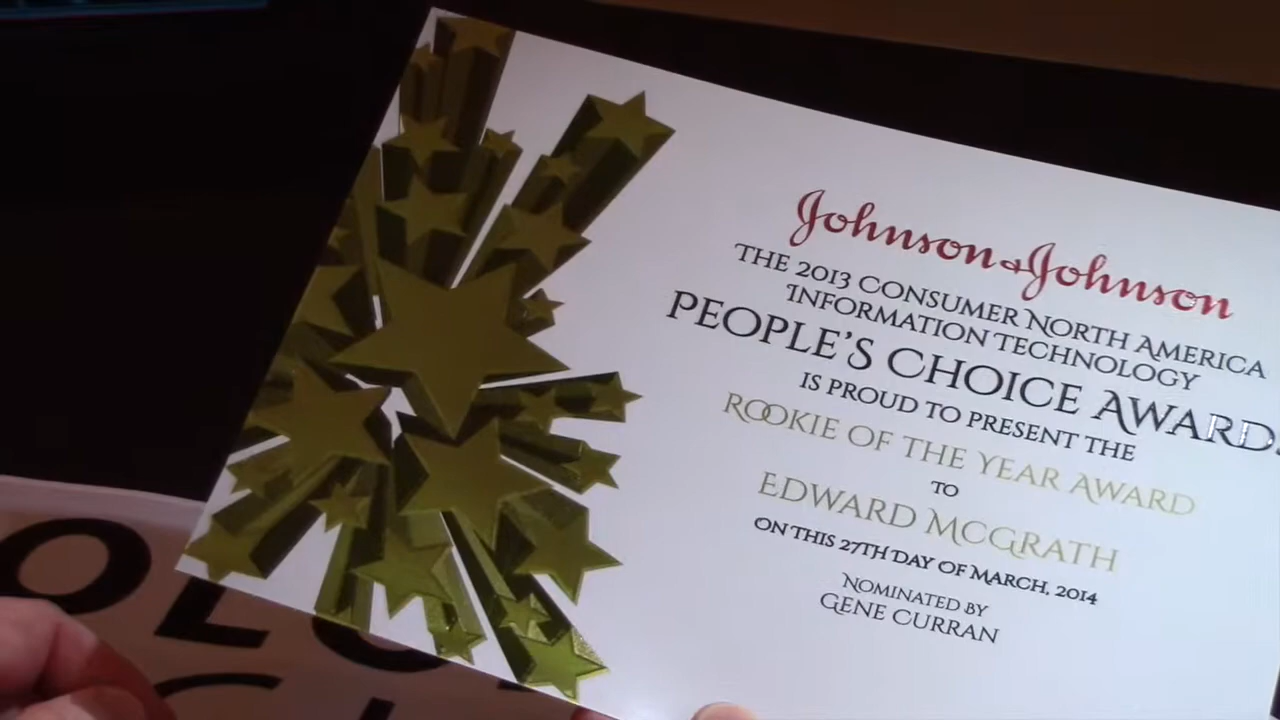 Johnson & Johnson
THE 2013 CONSUMER NORTH AMERICA
INFORMATION TECHNOLOGY
PEOPLE'S CHOICE AWARDS
IS PROUD TO PRESENT THE
ROOKIE OF THE YEAR AWARD
TO
EDWARD MCGRATH
ON THIS 27TH DAY OF MARCH, 2014
NOMINATED BY
GENE CURRAN